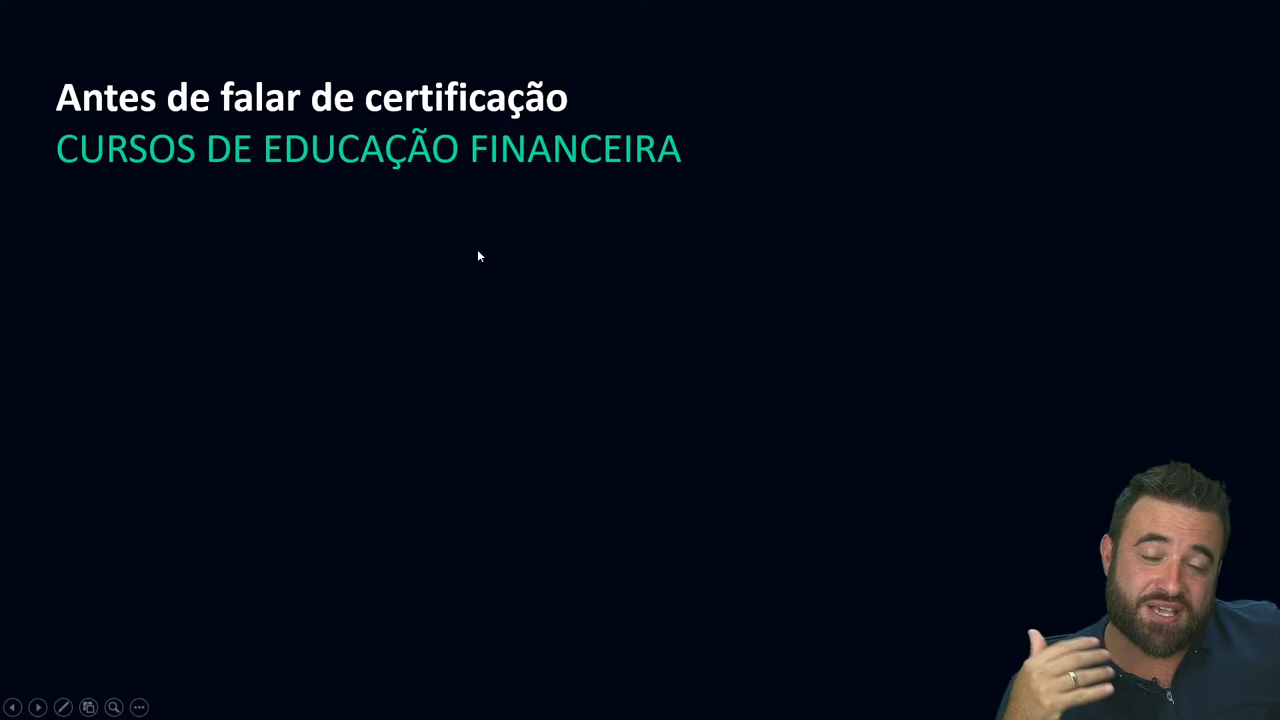 Antes de falar de certificação
CURSOS DE EDUCAÇÃO FINANCEIRA